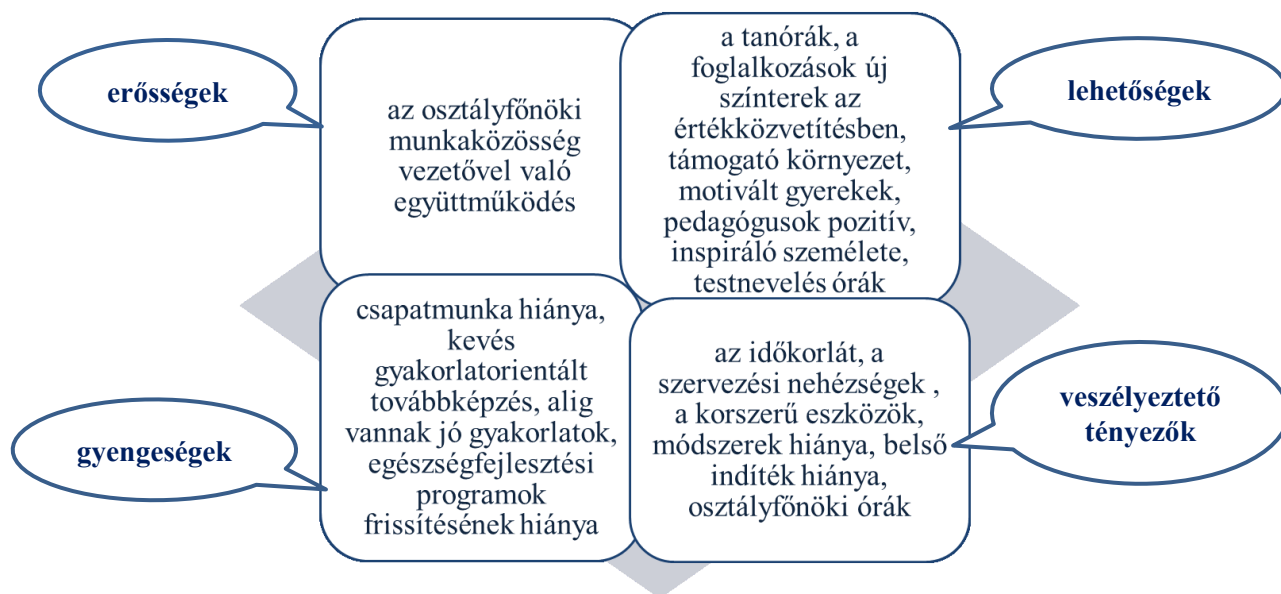 erősségek
az osztályfőnöki
munkaközösség
vezetővel való
együttműködés
a tanórák, a
foglalkozások új
színterek az
értékközvetítésben,
támogató környezet,
motivált gyerekek,
pedagógusok pozitív,
inspiráló személete,
testnevelés órák
lehetőségek
gyengeségek
csapatmunka hiánya,
kevés
gyakorlatorientált
továbbképzés, alig
vannak jó gyakorlatok,
egészségfejlesztési
programok
frissítésének hiánya
az időkorlát, a
szervezési nehézségek ,
a korszerű eszközök,
módszerek hiánya, belső
indíték hiánya,
osztályfőnöki órák
veszélyeztető
tényezők